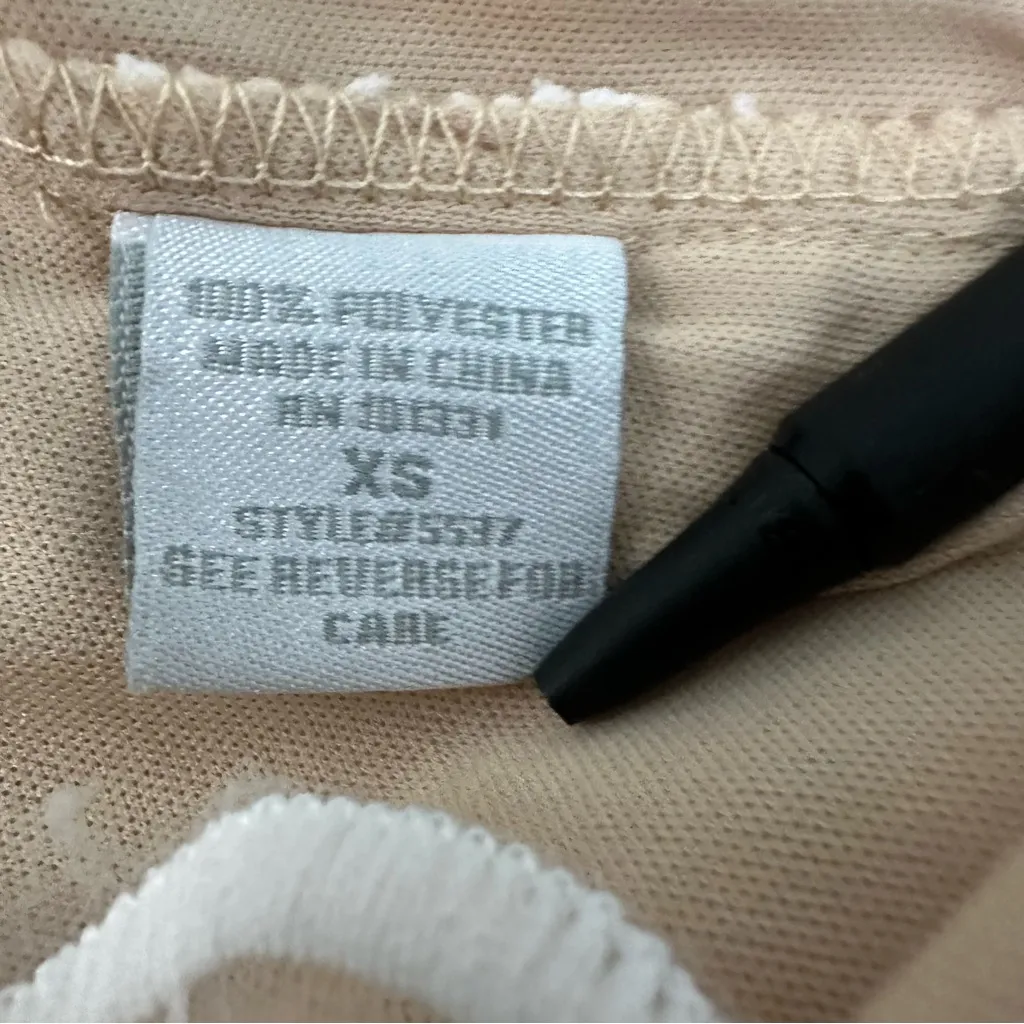 100% POLYESTER
MADE IN CHINA
RN 101331
XS
STYLE#5537
SEE REVERSE FOR
CARE